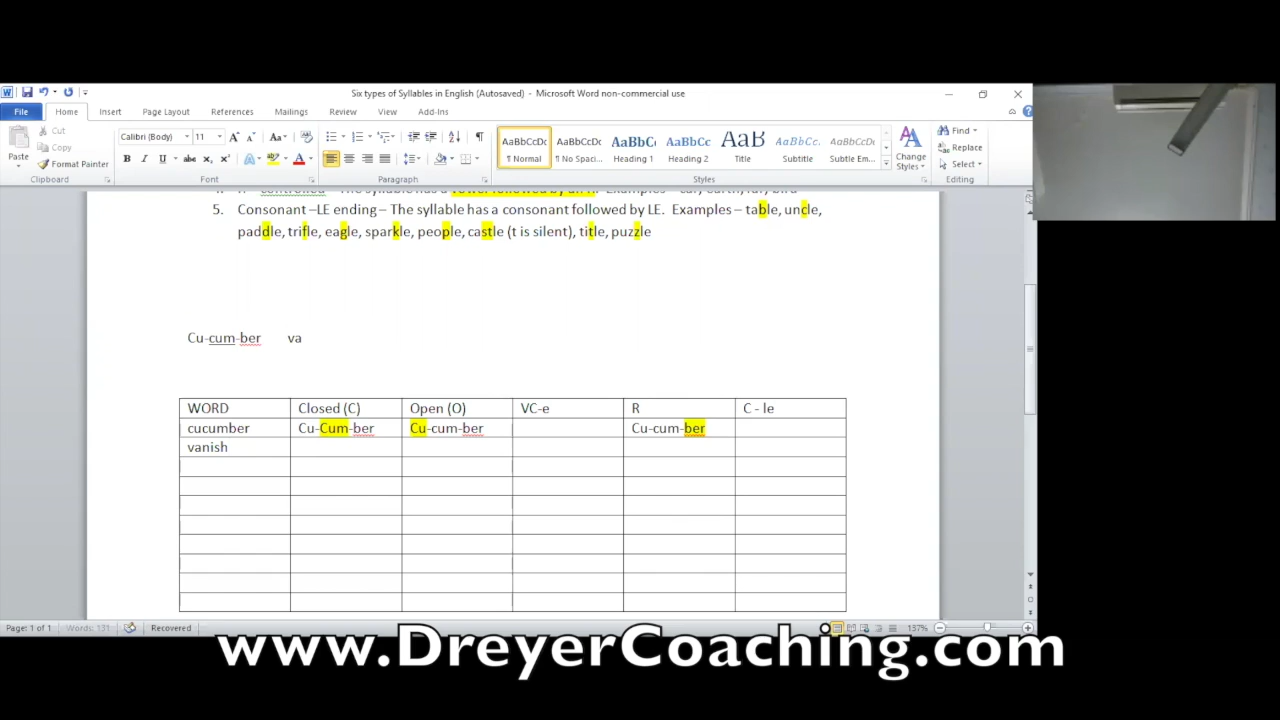 Six types of Syllables in English (Autosaved) - Microsoft Word non-commercial use
File Home Insert Page Layout References Mailings Review View Add-Ins
Paste
Cut
Copy
Format Painter
Clipboard
Calibri (Body) 11
Font
Paragraph
AaBbCcDc AaBbCcDc AaBbC AaBbCc AaB AaBbCcL AaBbCcDc
¶ Normal ¶ No Spaci... Heading 1 Heading 2 Title Subtitle Subtle Em...
Change Styles
Styles
Find
Replace
Select
Editing
5. Consonant –LE ending – The syllable has a consonant followed by LE. Examples – table, uncle,
paddle, trifle, eagle, sparkle, people, castle (t is silent), title, puzzle
Cu-cum-ber va
WORD Closed (C) Open (O) VC-e R C - le
cucumber Cu-Cum-ber Cu-cum-ber Cu-cum-ber
vanish
Page: 1 of 1 Words: 131 Recovered 137%
www.DreyerCoaching.com